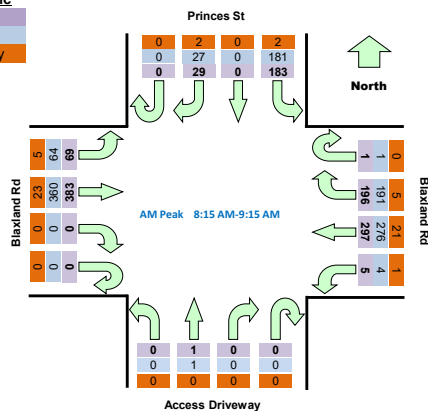 ic
y
Princes St
0 2 0 2
0 27 0 181
0 29 0 183
North
Blaxland Rd
5 64 69
23 360 383
0 0 0
0 0 0
AM Peak 8:15 AM-9:15 AM
1 1 0
196 191 5
297 276 21
5 4 1
Blaxland Rd
0 1 0 0
0 1 0 0
0 0 0 0
Access Driveway